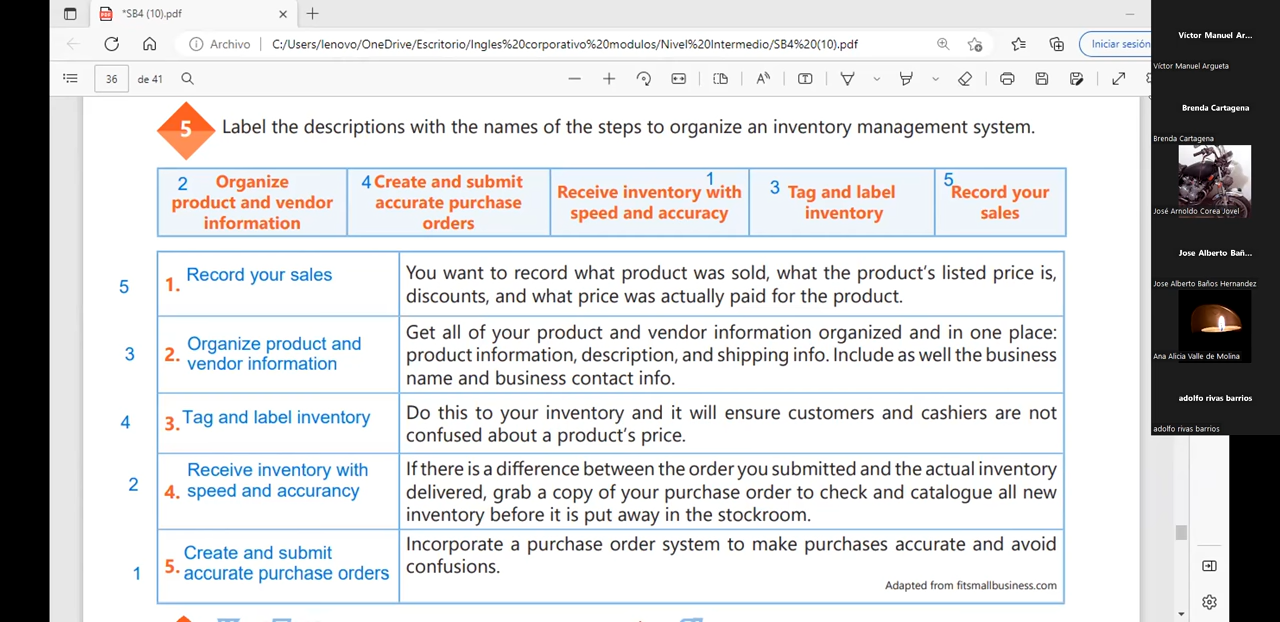 *SB4 (10).pdf
Archivo
C:/Users/lenovo/OneDrive/Escritorio/Ingles%20corporativo%20modulos/Nivel%20Intermedio/SB4%20(10).pdf
Iniciar sesión
36
de 41
5
Label the descriptions with the names of the steps to organize an inventory management system.
2 Organize
product and vendor
information
4 Create and submit
accurate purchase
orders
1
Receive inventory with
speed and accuracy
3 Tag and label
inventory
5
Record your
sales
5
1. Record your sales
You want to record what product was sold, what the product's listed price is,
discounts, and what price was actually paid for the product.
3
2. Organize product and
vendor information
Get all of your product and vendor information organized and in one place:
product information, description, and shipping info. Include as well the business
name and business contact info.
4
3. Tag and label inventory
Do this to your inventory and it will ensure customers and cashiers are not
confused about a product's price.
2
4. Receive inventory with
speed and accurancy
If there is a difference between the order you submitted and the actual inventory
delivered, grab a copy of your purchase order to check and catalogue all new
inventory before it is put away in the stockroom.
1
5. Create and submit
accurate purchase orders
Incorporate a purchase order system to make purchases accurate and avoid
confusions.
Adapted from fitsmallbusiness.com
Víctor Manuel Ar...
Víctor Manuel Argueta
Brenda Cartagena
Brenda Cartagena
José Arnoldo Corea Jovel
Jose Alberto Bañ...
Jose Alberto Baños Hernandez
Ana Alicia Valle de Molina
adolfo rivas barrios
adolfo rivas barrios